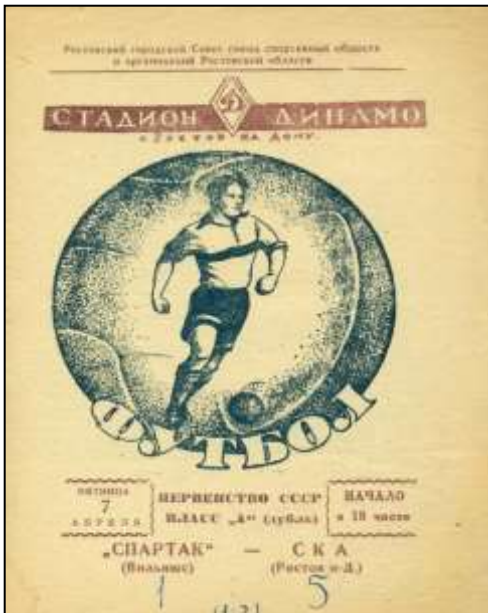 Ростовский городской Совет союза спортивных обществ
и организаций Ростовской области
СТАДИОН Д ДИНАМО
г. Ростов на Дону.
ФУТБОЛ
ПЯТНИЦА
7
АПРЕЛЯ
ПЕРВЕНСТВО СССР
КЛАСС „А“ (дубль)
НАЧАЛО
в 18 часов
„СПАРТАК“ — СКА
(Вильнюс) (Ростов н-Д.)
1 5